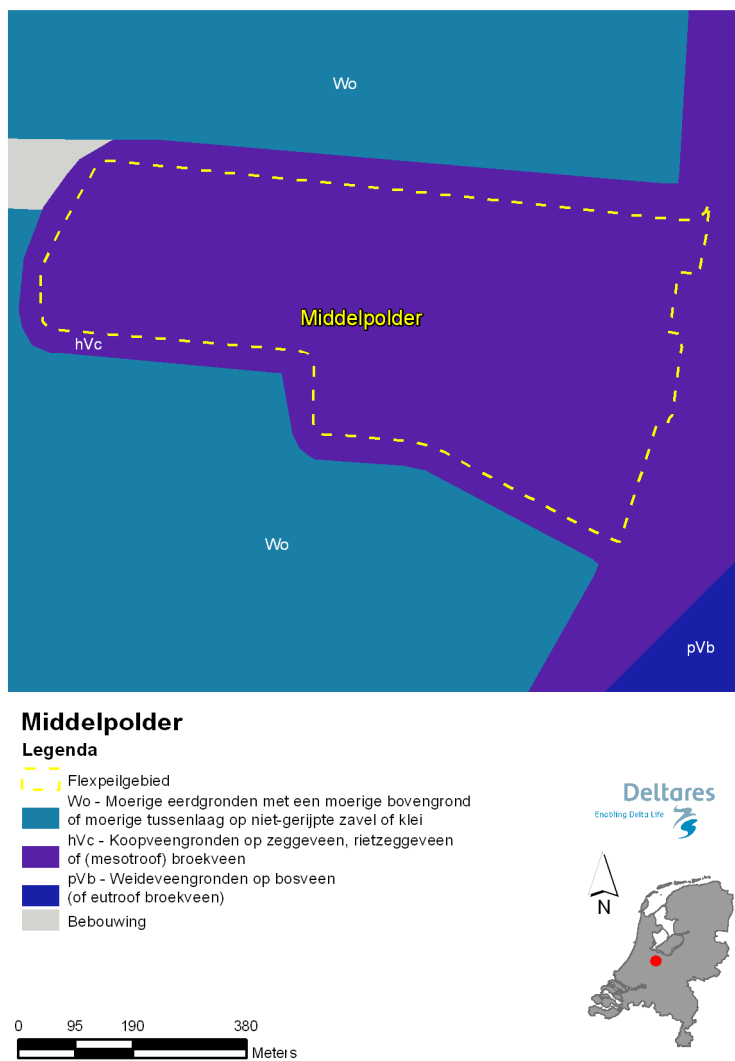 Wo
Middelpolder
hVc
Wo
pVb
Middelpolder
Legenda
Flexpeilgebied
Wo - Moerige eerdgronden met een moerige bovengrond
of moerige tussenlaag op niet-gerijpte zavel of klei
hVc - Koopveengronden op zeggeveen, rietzeggeveen
of (mesotroof) broekveen
pVb - Weideveengronden op bosveen
(of eutroof broekveen)
Bebouwing
Deltares
Enabling Delta Life
N
0 95 190 380
Meters